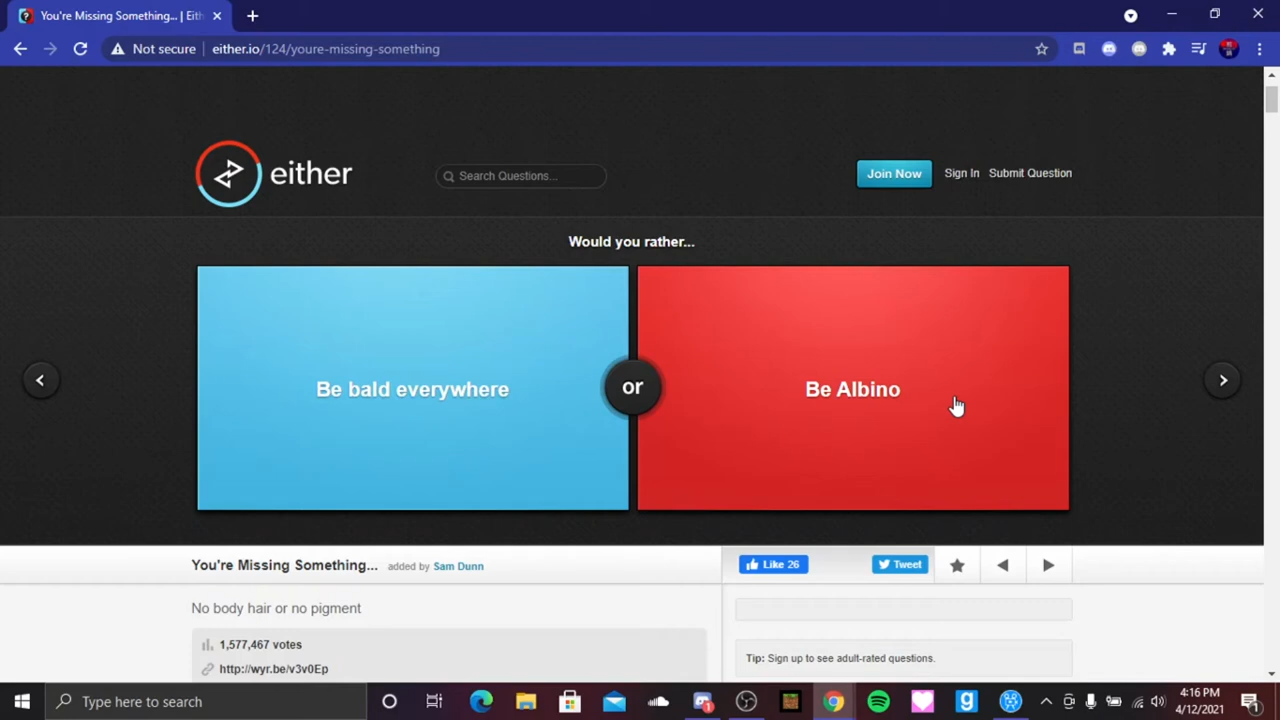 You're Missing Something... | Eith
Not secure
either.io/124/youre-missing-something
either
Search Questions...
Join Now
Sign In
Submit Question
Would you rather...
Be bald everywhere
or
Be Albino
You're Missing Something...
added by Sam Dunn
Like 26
Tweet
No body hair or no pigment
1,577,467 votes
http://wyr.be/v3v0Ep
Tip: Sign up to see adult-rated questions.
Type here to search
4:16 PM
4/12/2021